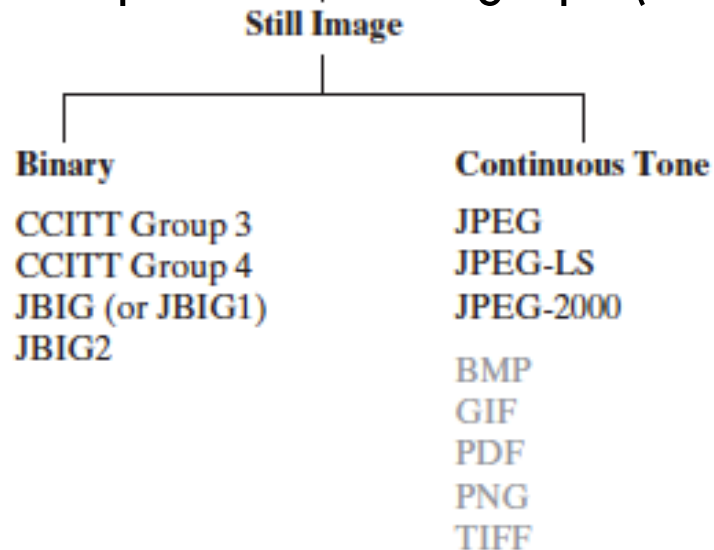 Still Image
Binary
CCITT Group 3
CCITT Group 4
JBIG (or JBIG1)
JBIG2
Continuous Tone
JPEG
JPEG-LS
JPEG-2000
BMP
GIF
PDF
PNG
TIFF